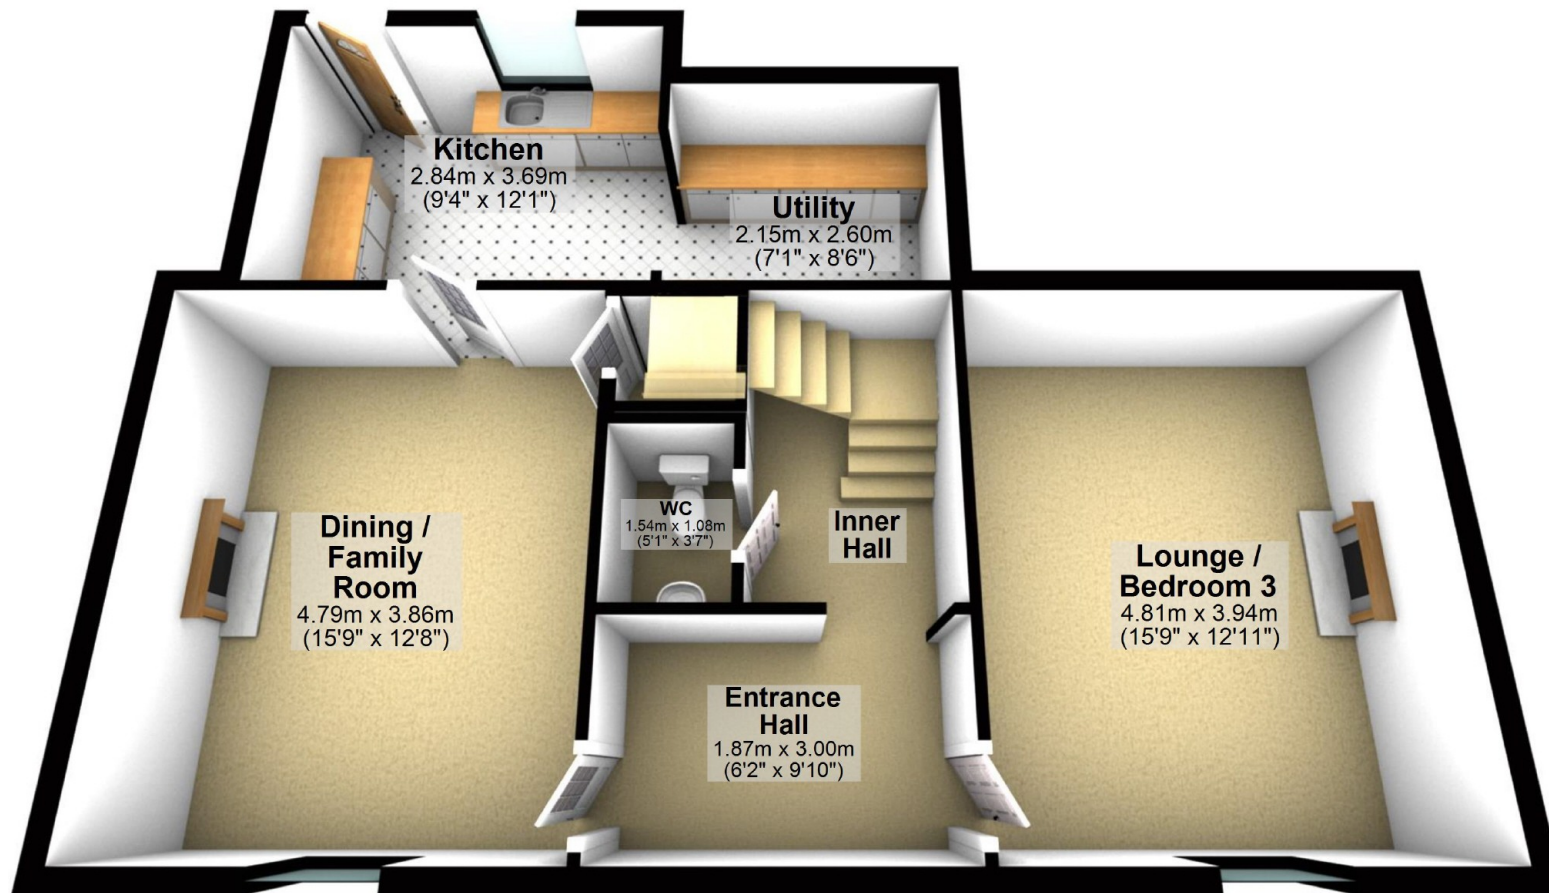 Kitchen
2.84m x 3.69m
(9'4" x 12'1")
Utility
2.15m x 2.60m
(7'1" x 8'6")
WC
1.54m x 1.08m
(5'1" x 3'7")
Inner
Hall
Dining /
Family
Room
4.79m x 3.86m
(15'9" x 12'8")
Lounge /
Bedroom 3
4.81m x 3.94m
(15'9" x 12'11")
Entrance
Hall
1.87m x 3.00m
(6'2" x 9'10")